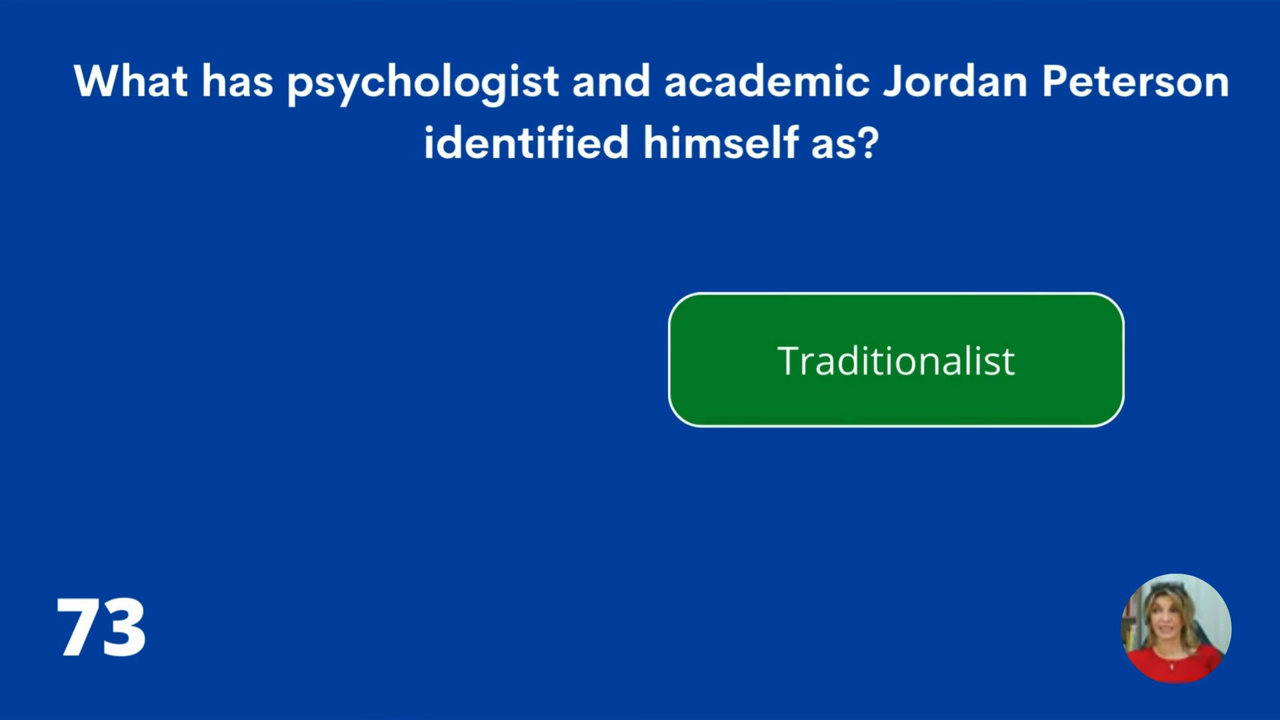 What has psychologist and academic Jordan Peterson
identified himself as?
Traditionalist
73